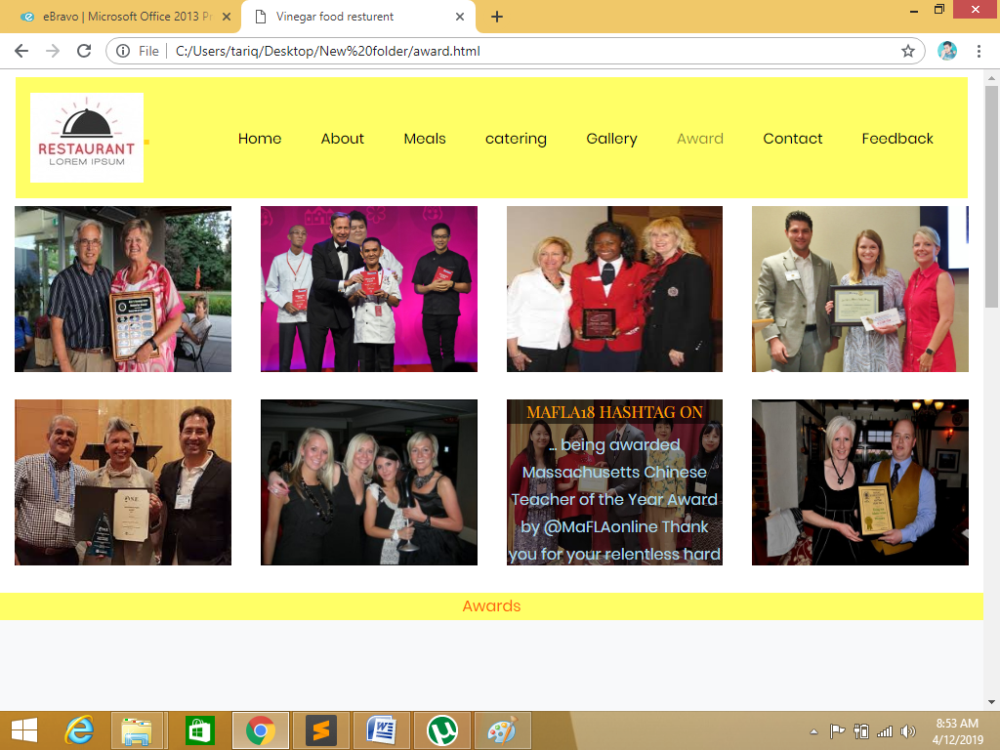 eBravo | Microsoft Office 2013 Pr
Vinegar food resturent
File
C:/Users/tariq/Desktop/New%20folder/award.html
RESTAURANT
LOREM IPSUM
Home
About
Meals
catering
Gallery
Award
Contact
Feedback
MAFLA18 HASHTAG ON
... being awarded
Massachusetts Chinese
Teacher of the Year Award
by @MaFLAonline Thank
you for your relentless hard
Awards
8:53 AM
4/12/2019